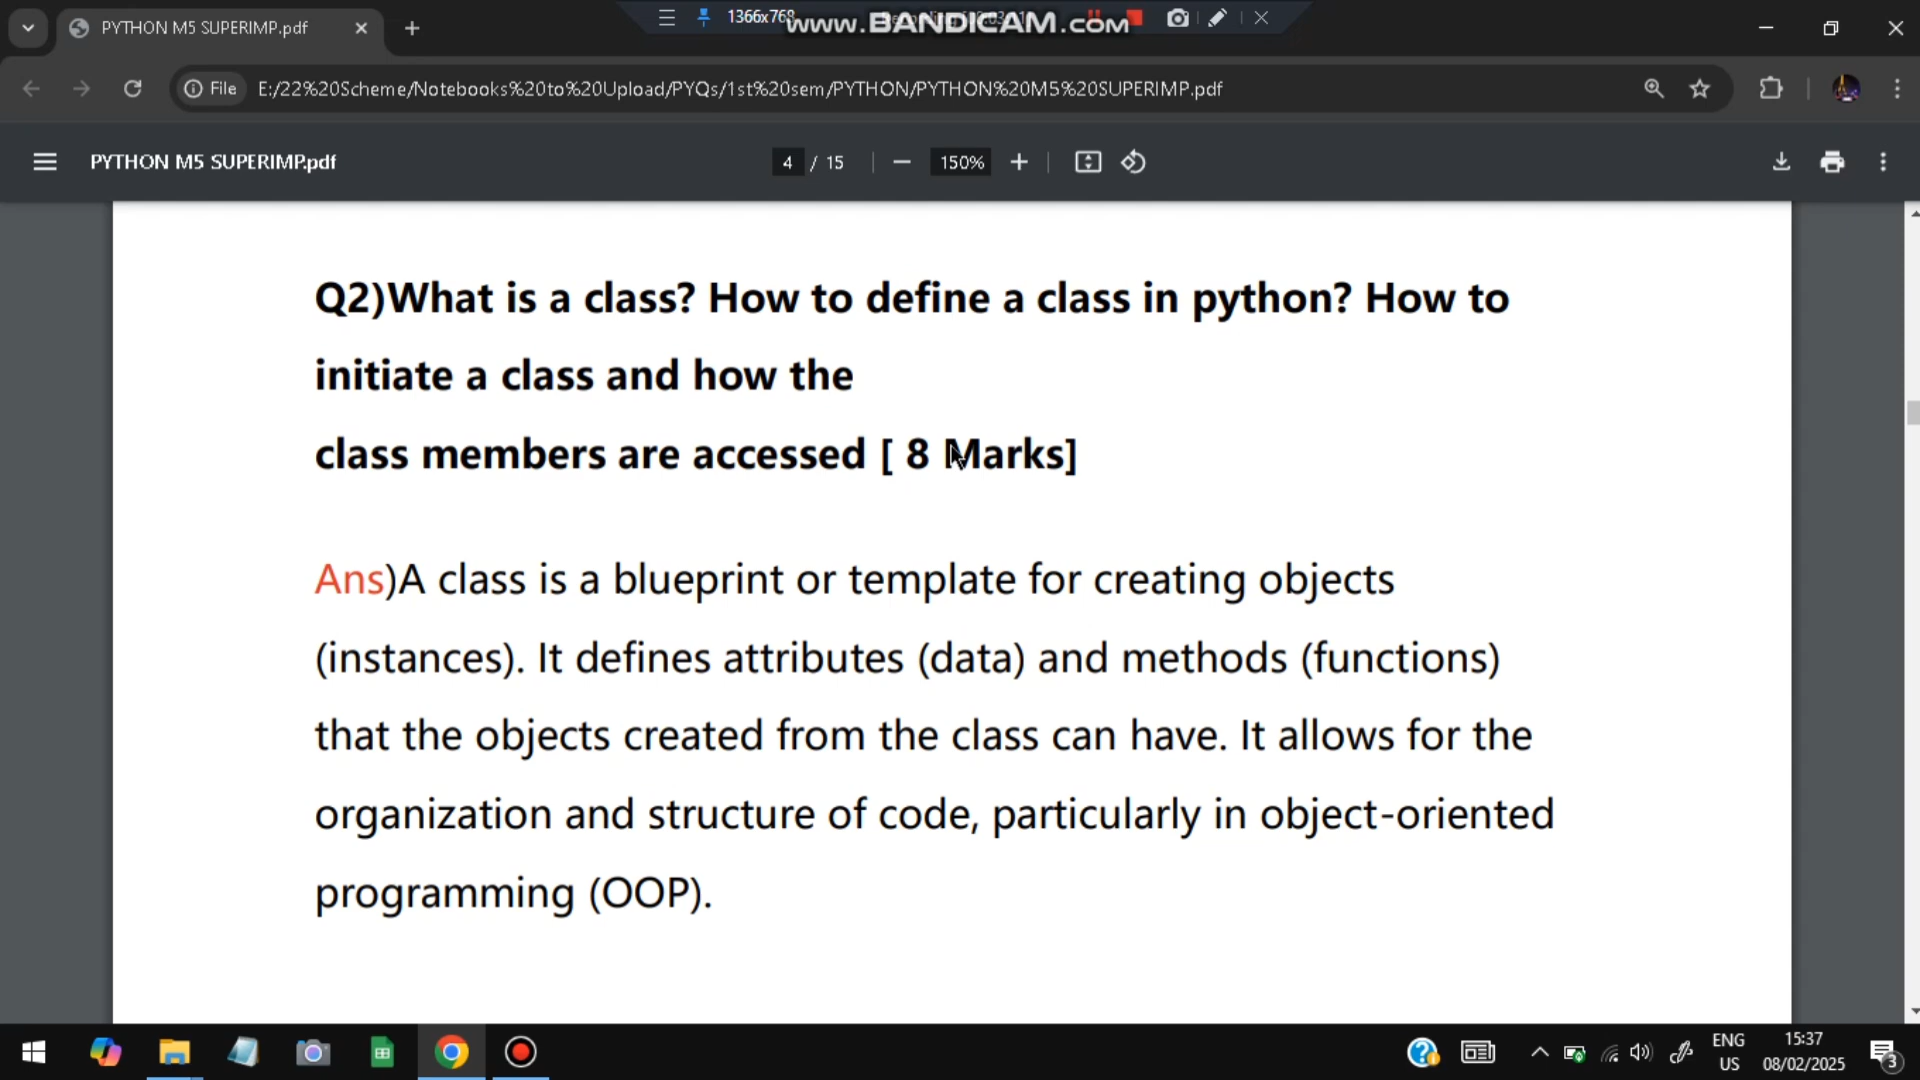 PYTHON M5 SUPERIMP.pdf
1366x768
www.BANDICAM.com
File
E:/22%20Scheme/Notebooks%20to%20Upload/PYQs/1st%20sem/PYTHON/PYTHON%20M5%20SUPERIMP.pdf
PYTHON M5 SUPERIMP.pdf
4 / 15
150%
Q2)What is a class? How to define a class in python? How to
initiate a class and how the
class members are accessed [ 8 Marks]
Ans)A class is a blueprint or template for creating objects
(instances). It defines attributes (data) and methods (functions)
that the objects created from the class can have. It allows for the
organization and structure of code, particularly in object-oriented
programming (OOP).
ENG
US
15:37
08/02/2025
3